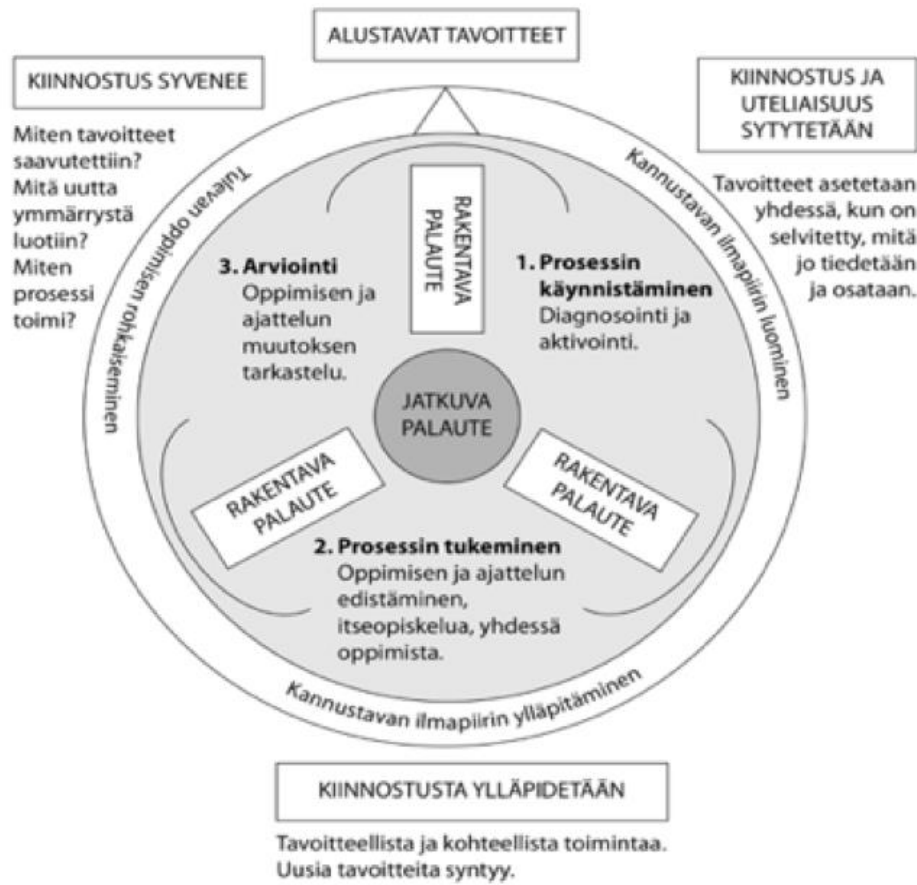 ALUSTAVAT TAVOITTEET
KIINNOSTUS SYVENEE
Miten tavoitteet
saavutettiin?
Mitä uutta
ymmärrystä
luotiin?
Miten
prosessi
toimi?
KIINNOSTUS JA
UTELIAISUUS
SYTYTETÄÄN
Tavoitteet asetetaan
yhdessä, kun on
selvitetty, mitä
jo tiedetään
ja osataan.
Tulevan oppimisen rohkaiseminen
Kannustavan ilmapiirin luominen
RAKENTAVA
PALAUTE
3. Arviointi
Oppimisen ja
ajattelun
muutoksen
tarkastelu.
1. Prosessin
käynnistäminen
Diagnosointi ja
aktivointi.
JATKUVA
PALAUTE
RAKENTAVA
PALAUTE
RAKENTAVA
PALAUTE
2. Prosessin tukeminen
Oppimisen ja ajattelun
edistäminen,
itseopiskelua, yhdessä
oppimista.
Kannustavan ilmapiirin ylläpitäminen
KIINNOSTUSTA YLLÄPIDETÄÄN
Tavoitteellista ja kohteellista toimintaa.
Uusia tavoitteita syntyy.